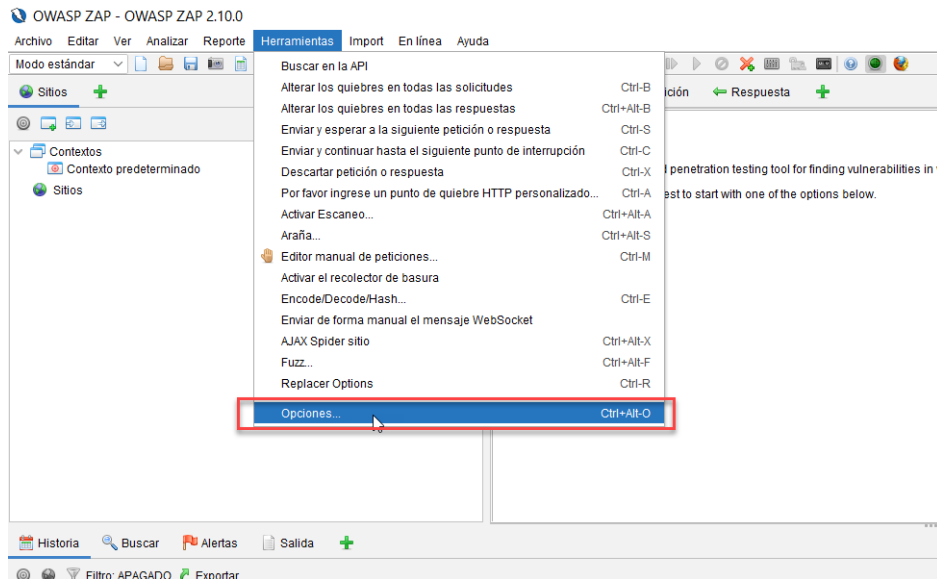 OWASP ZAP - OWASP ZAP 2.10.0
Archivo Editar Ver Analizar Reporte Herramientas Import En línea Ayuda
Modo estándar
Sitios
Contextos
Contexto predeterminado
Sitios
Buscar en la API
Alterar los quiebres en todas las solicitudes Ctrl-B
Alterar los quiebres en todas las respuestas Ctrl+Alt-B
Enviar y esperar a la siguiente petición o respuesta Ctrl-S
Enviar y continuar hasta el siguiente punto de interrupción Ctrl-C
Descartar petición o respuesta Ctrl-X
Por favor ingrese un punto de quiebre HTTP personalizado... Ctrl-A
Activar Escaneo... Ctrl+Alt-A
Araña... Ctrl+Alt-S
Editor manual de peticiones... Ctrl-M
Activar el recolector de basura
Encode/Decode/Hash... Ctrl-E
Enviar de forma manual el mensaje WebSocket
AJAX Spider sitio Ctrl+Alt-X
Fuzz... Ctrl+Alt-F
Replacer Options Ctrl-R
Opciones... Ctrl+Alt-O
ición Respuesta
penetration testing tool for finding vulnerabilities in
est to start with one of the options below.
Historia Buscar Alertas Salida
Filtro: APAGADO Exportar